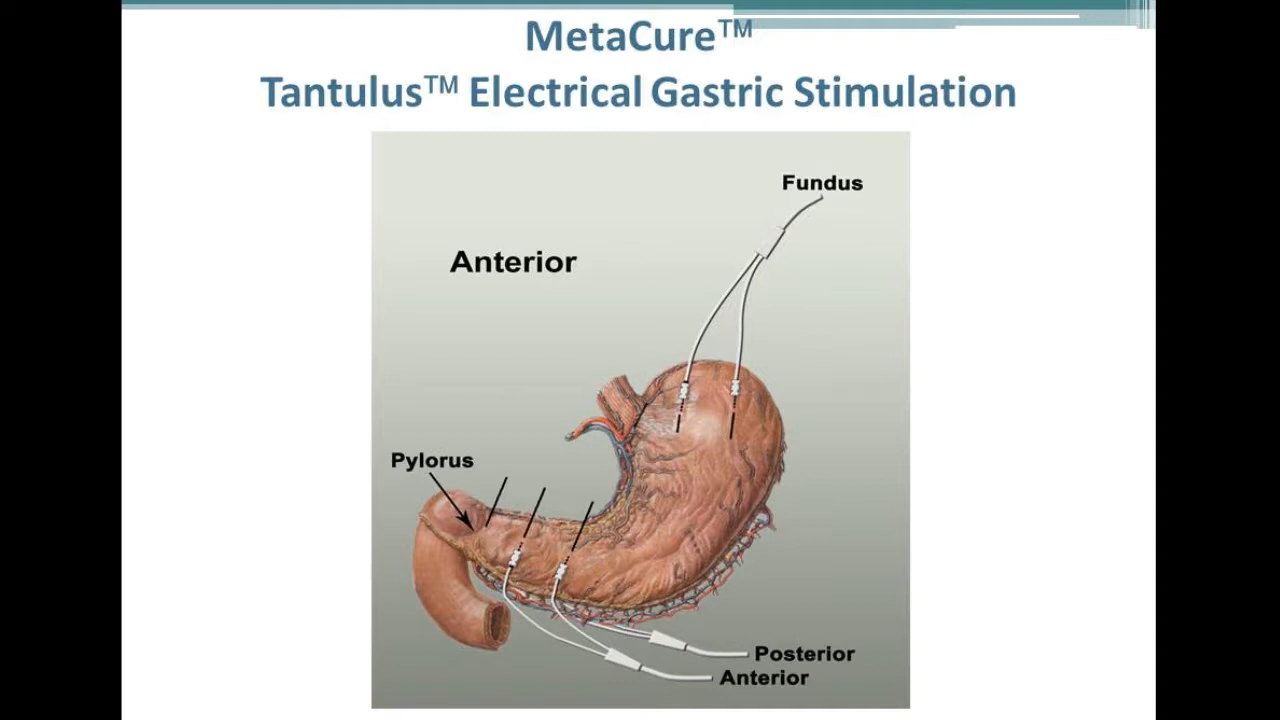 MetaCure™
Tantulus™ Electrical Gastric Stimulation
Fundus
Anterior
Pylorus
Posterior
Anterior